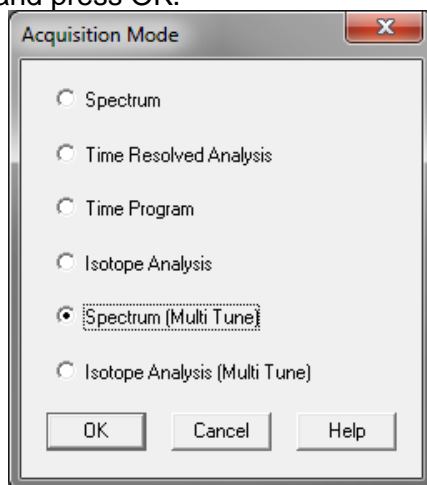 and press OK.
Acquisition Mode
Spectrum
Time Resolved Analysis
Time Program
Isotope Analysis
Spectrum (Multi Tune)
Isotope Analysis (Multi Tune)
OK Cancel Help